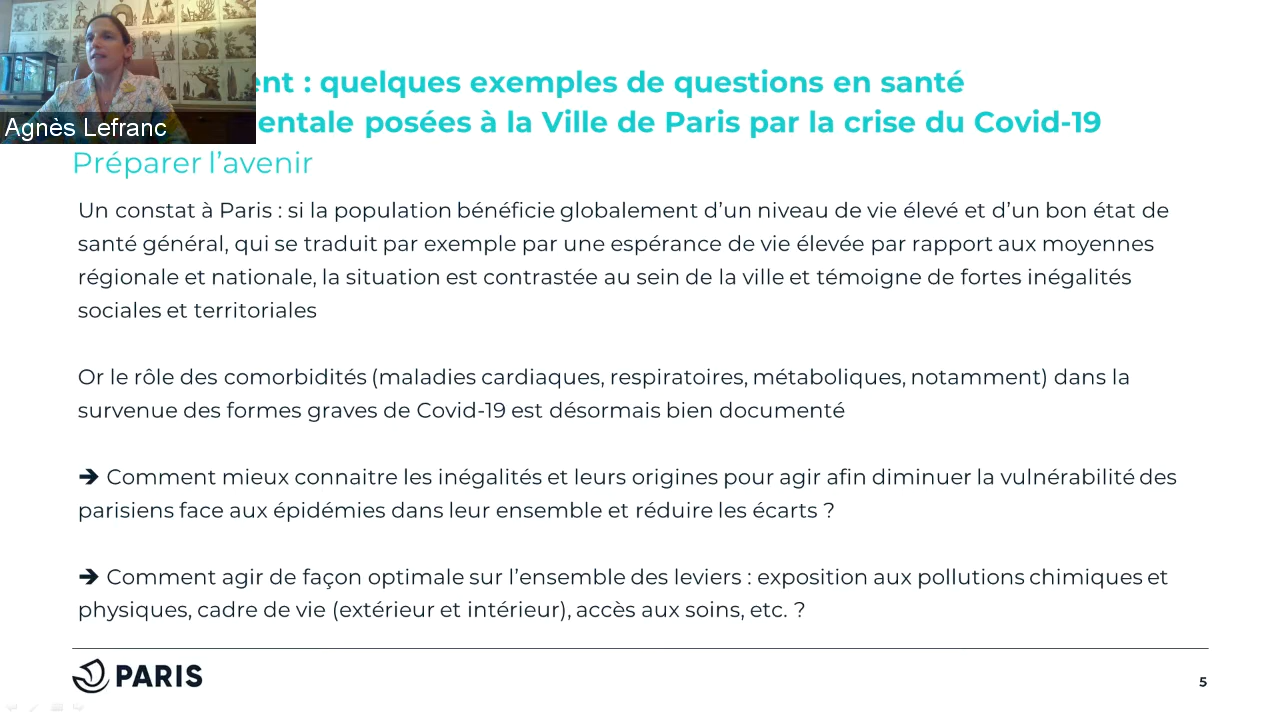 Agnès Lefranc
ent : quelques exemples de questions en santé
entale posées à la Ville de Paris par la crise du Covid-19
Préparer l’avenir
Un constat à Paris : si la population bénéficie globalement d’un niveau de vie élevé et d’un bon état de
santé général, qui se traduit par exemple par une espérance de vie élevée par rapport aux moyennes
régionale et nationale, la situation est contrastée au sein de la ville et témoigne de fortes inégalités
sociales et territoriales
Or le rôle des comorbidités (maladies cardiaques, respiratoires, métaboliques, notamment) dans la
survenue des formes graves de Covid-19 est désormais bien documenté
➔ Comment mieux connaitre les inégalités et leurs origines pour agir afin diminuer la vulnérabilité des
parisiens face aux épidémies dans leur ensemble et réduire les écarts ?
➔ Comment agir de façon optimale sur l’ensemble des leviers : exposition aux pollutions chimiques et
physiques, cadre de vie (extérieur et intérieur), accès aux soins, etc. ?
PARIS
5